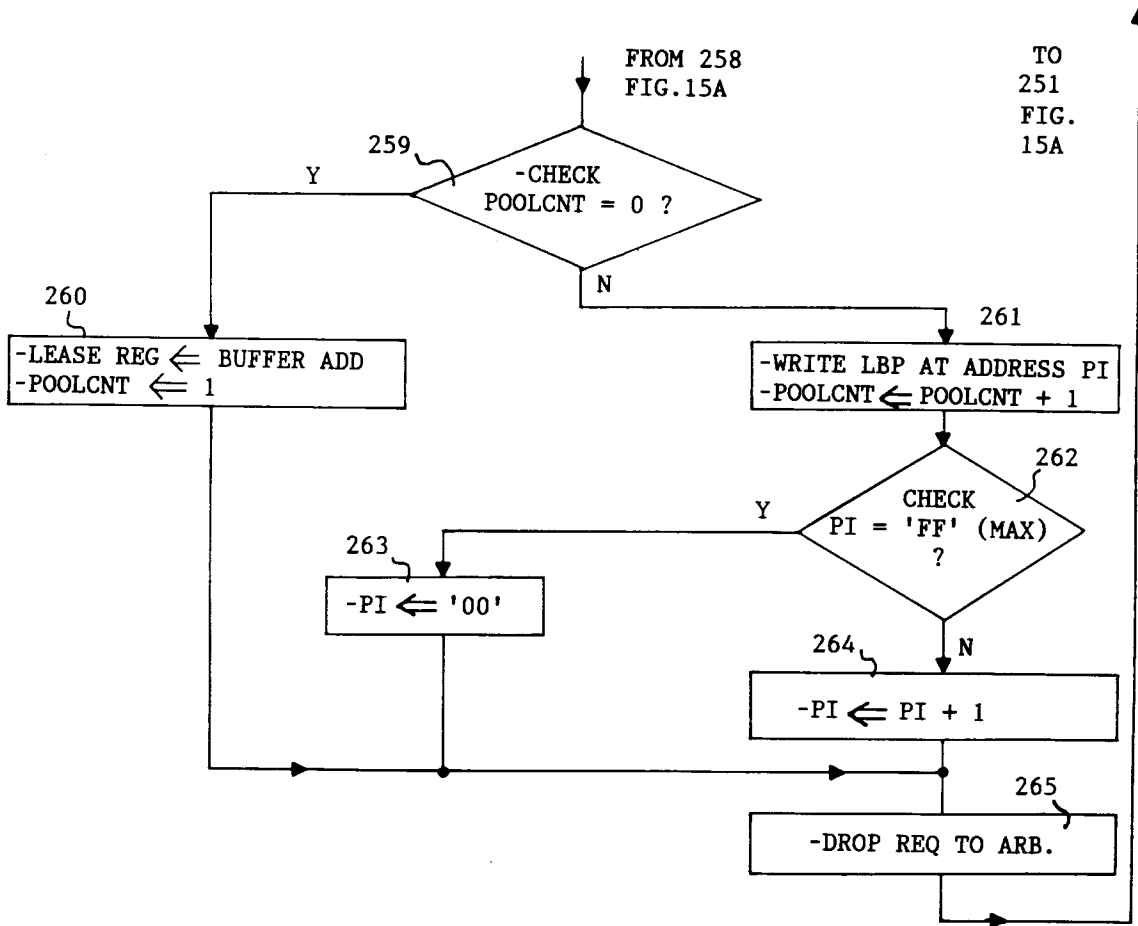 FROM 258
FIG.15A
TO
251
FIG.
15A
259
Y
-CHECK
POOLCNT = 0 ?
N
260
-LEASE REG ⇐ BUFFER ADD
-POOLCNT ⇐ 1
261
-WRITE LBP AT ADDRESS PI
-POOLCNT ⇐ POOLCNT + 1
262
CHECK
PI = 'FF' (MAX)
?
Y
263
-PI ⇐ '00'
N
264
-PI ⇐ PI + 1
265
-DROP REQ TO ARB.